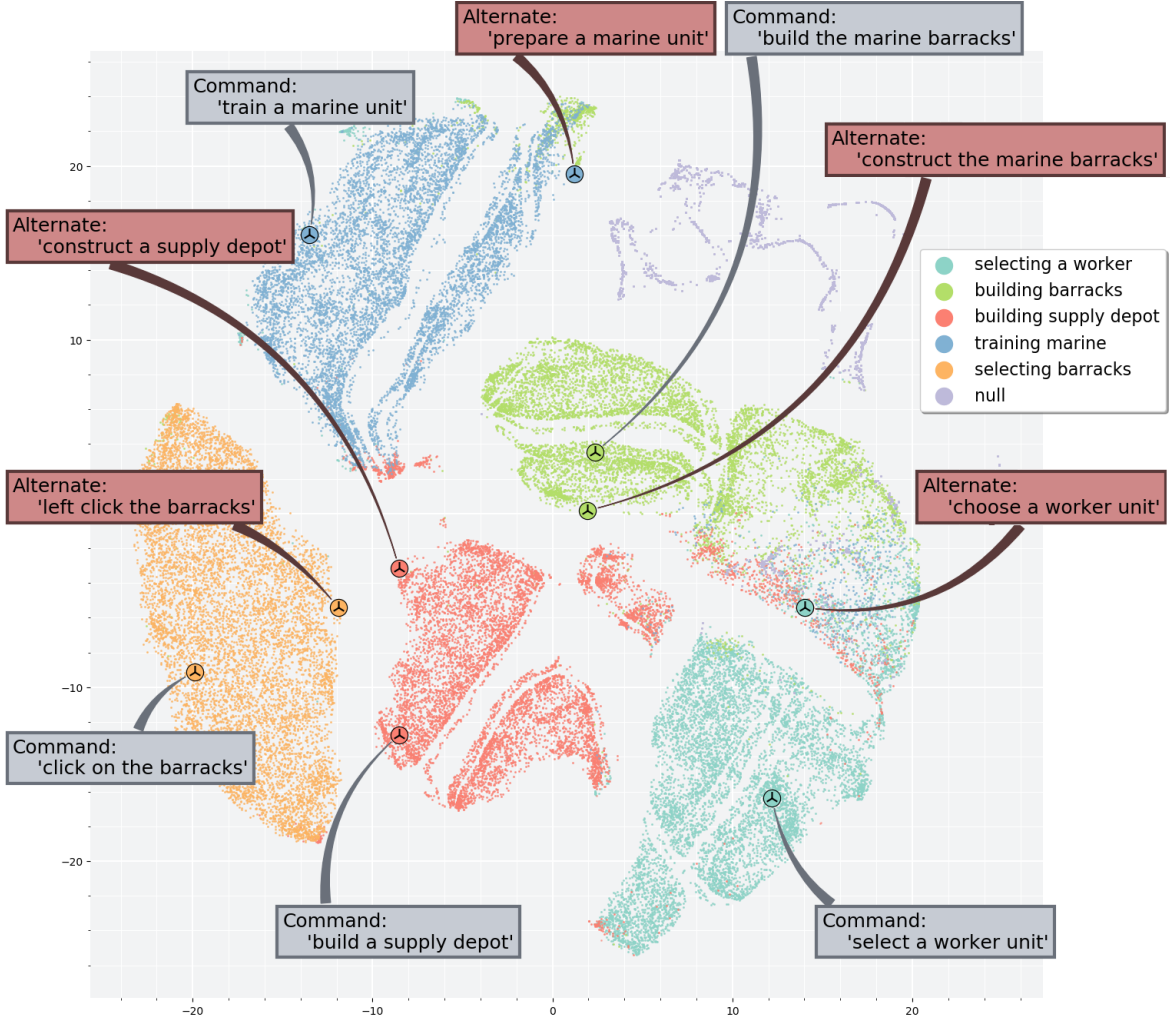 Alternate:
'prepare a marine unit'
Command:
'build the marine barracks'
Command:
'train a marine unit'
Alternate:
'construct the marine barracks'
Alternate:
'construct a supply depot'
selecting a worker
building barracks
building supply depot
training marine
selecting barracks
null
Alternate:
'left click the barracks'
Alternate:
'choose a worker unit'
Command:
'click on the barracks'
Command:
'build a supply depot'
Command:
'select a worker unit'
20
10
−10
−20
−20
−10
0
10
20